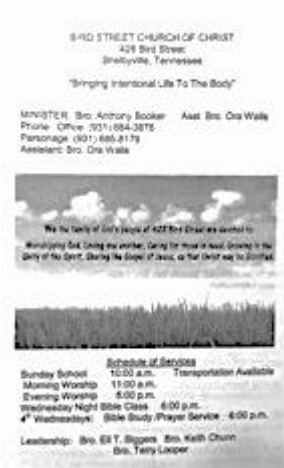 BIRD STREET CHURCH OF CHRIST
428 Bird Street
Shelbyville, Tennessee
"Bringing Intentional Life To The Body"
MINISTER: Bro. Anthony Booker Asst. Bro. Ora Walls
Phone: Office (931) 684-3876
Parsonage: (931) 685-8179
Assistant: Bro. Ora Walls
We the family of God's people at 428 Bird Street are devoted to:
Worshipping God, Loving one another, Caring for those in need, Growing in the
Unity of the Spirit, Sharing the Gospel of Jesus, so that Christ may be Glorified.
Schedule of Services
Sunday School 10:00 a.m. Transportation Available
Morning Worship 11:00 a.m.
Evening Worship 5:00 p.m.
Wednesday Night Bible Class 6:00 p.m.
4th Wednesdays: Bible Study/Prayer Service 6:00 p.m.
Leadership: Bro. Eli T. Biggers Bro. Keith Chunn
Bro. Terry Looper